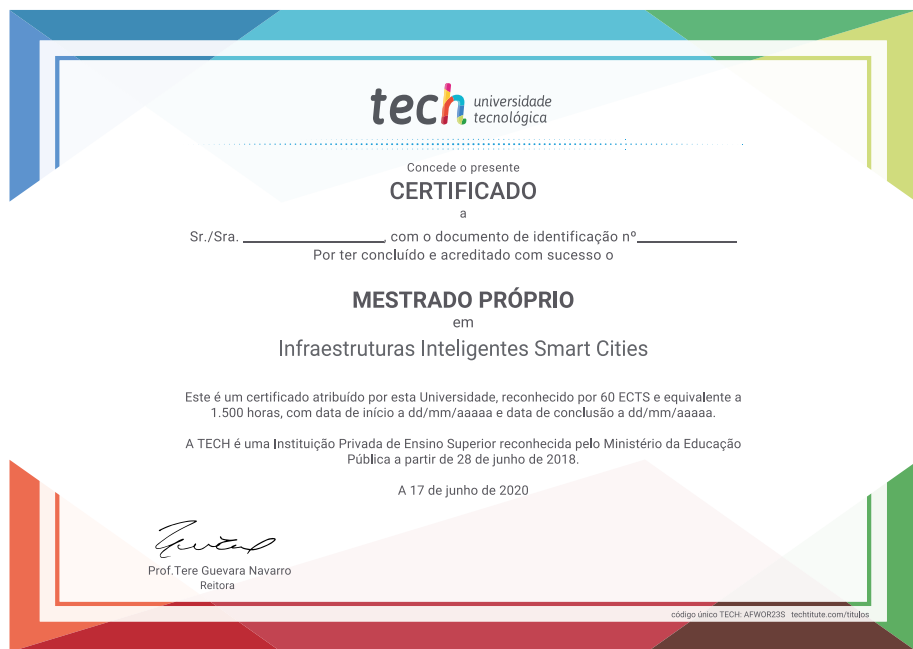 tech universidade
tecnológica
Concede o presente
CERTIFICADO
a
Sr./Sra. ______________, com o documento de identificação nº__________
Por ter concluído e acreditado com sucesso o
MESTRADO PRÓPRIO
em
Infraestruturas Inteligentes Smart Cities
Este é um certificado atribuído por esta Universidade, reconhecido por 60 ECTS e equivalente a
1.500 horas, com data de início a dd/mm/aaaaa e data de conclusão a dd/mm/aaaaa.
A TECH é uma Instituição Privada de Ensino Superior reconhecida pelo Ministério da Educação
Pública a partir de 28 de junho de 2018.
A 17 de junho de 2020
Prof.Tere Guevara Navarro
Reitora
código único TECH: AFWOR23S techtitute.com/titulos